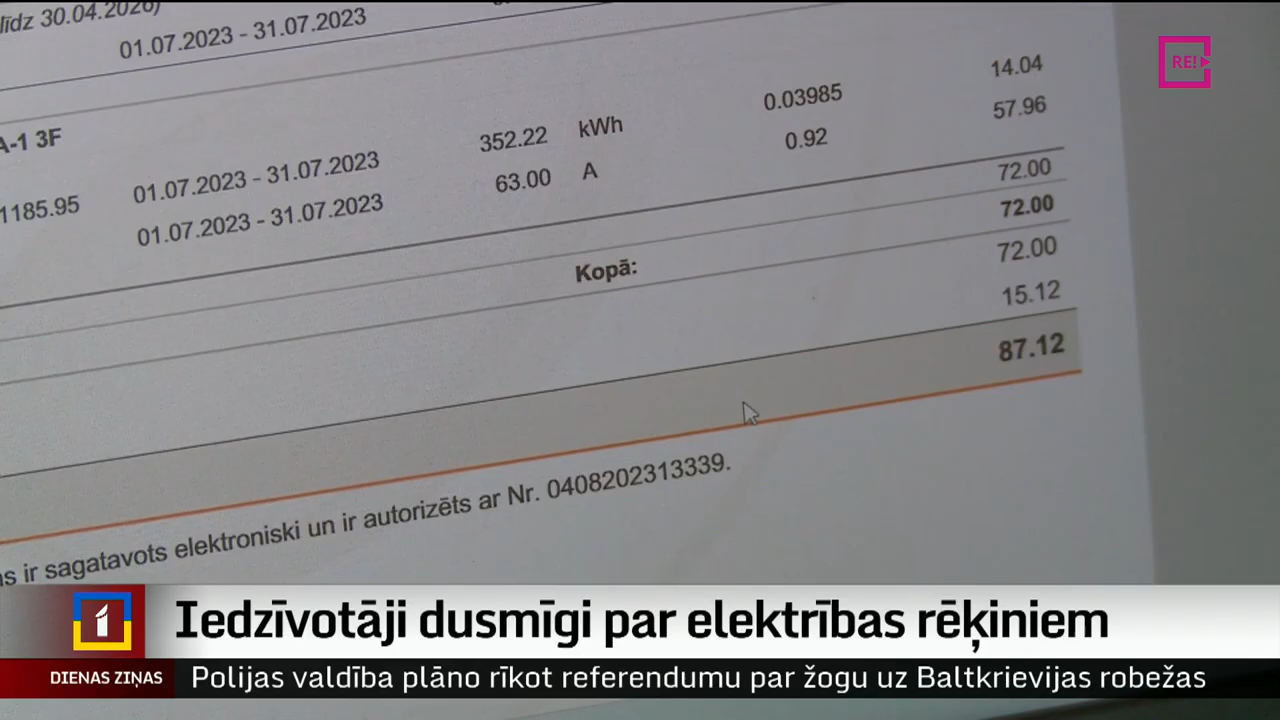 līdz 30.04.2026)
01.07.2023 - 31.07.2023
RE!
A-1 3F
01.07.2023 - 31.07.2023 352.22 kWh 0.03985 14.04
1185.95 01.07.2023 - 31.07.2023 63.00 A 0.92 57.96
72.00
72.00
Kopā: 72.00
15.12
87.12
ir sagatavots elektroniski un ir autorizēts ar Nr. 0408202313339.
1 Iedzīvotāji dusmīgi par elektrības rēķiniem
DIENAS ZIŅAS Polijas valdība plāno rīkot referendumu par žogu uz Baltkrievijas robežas